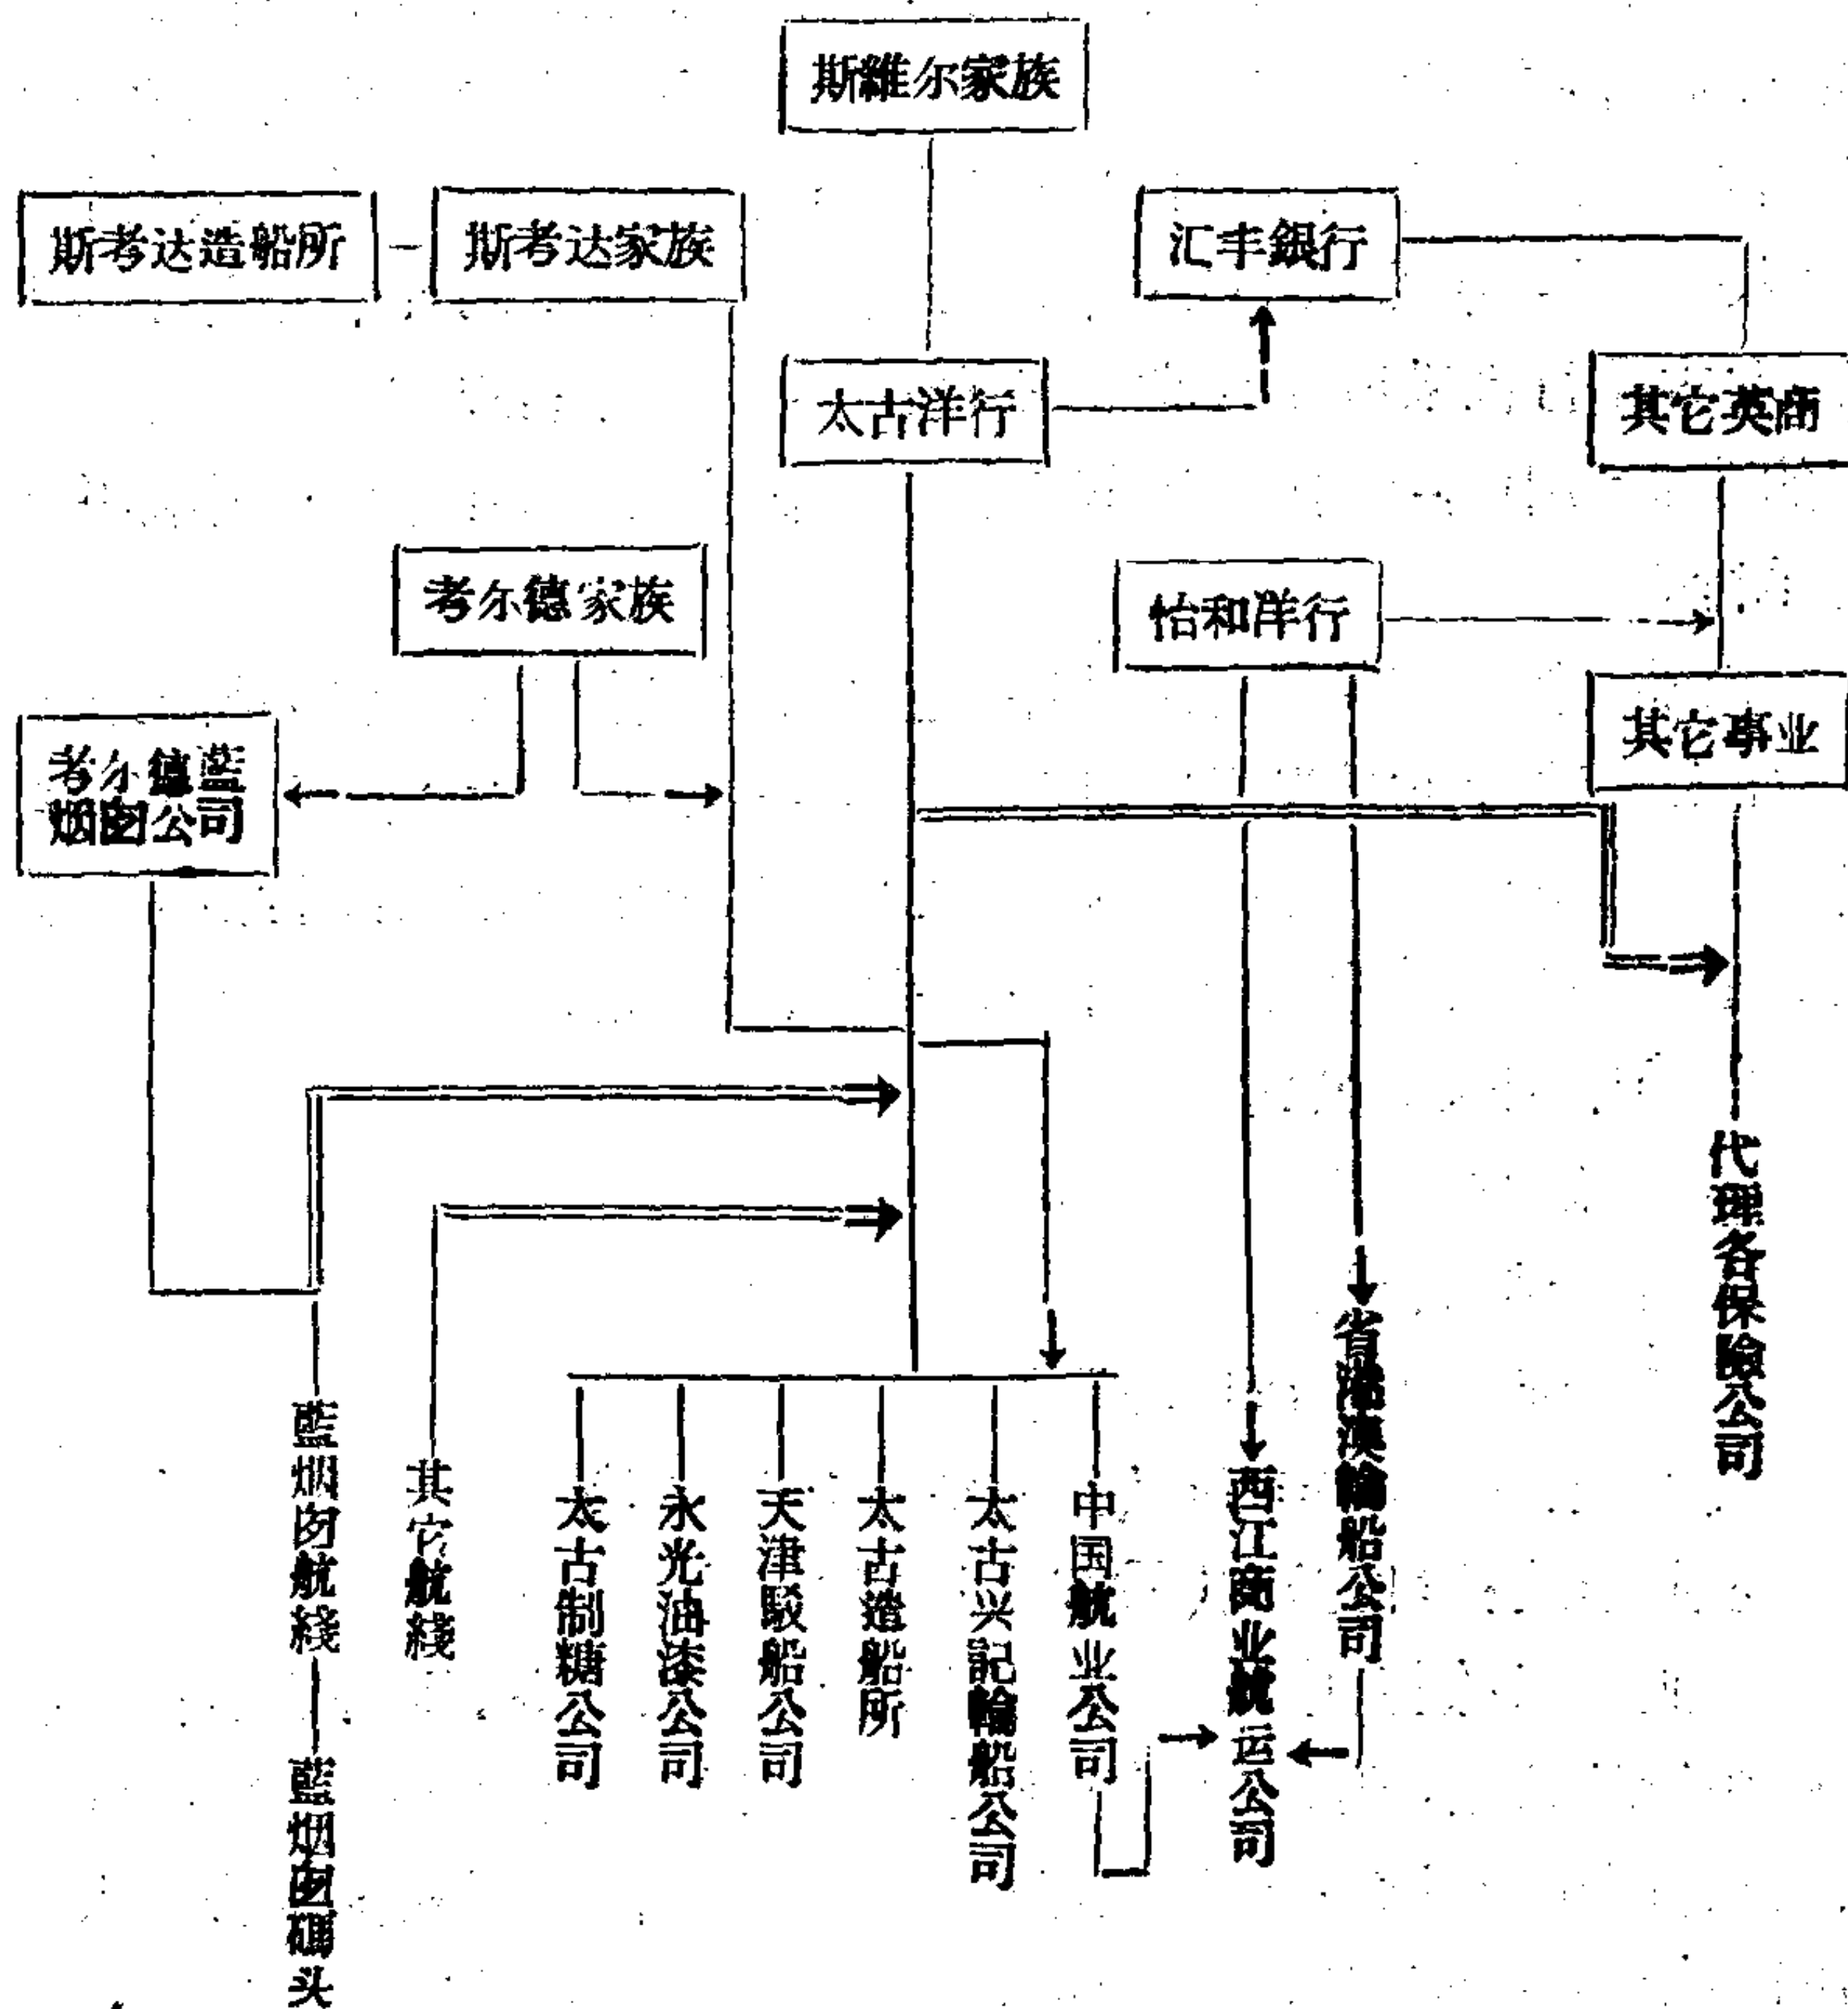 斯維尔家族
斯考达造船所
斯考达家族
汇丰銀行
太古洋行
其它英商
考尔德家族
怡和洋行
考尔德藍
烟囱公司
其它事业
代理各保險公司
省港澳輪船公司
藍烟囱航綫
其它航綫
太古制糖公司
永光油漆公司
天津駁船公司
太古造船所
太古兴記輪船公司
中国航业公司
西江商业航运公司
藍烟囱碼头